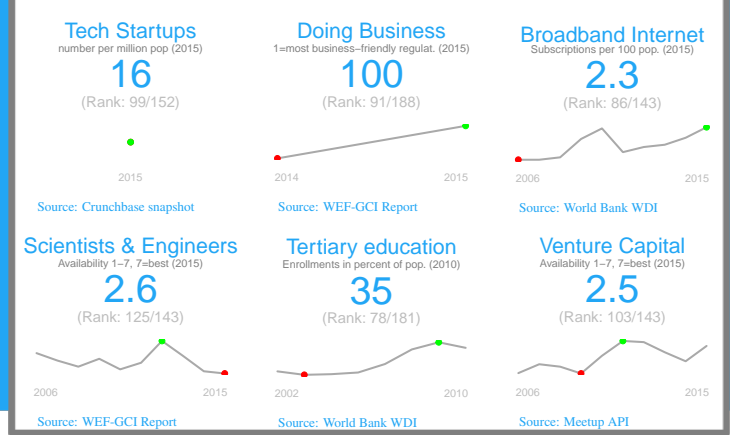 Tech Startups
number per million pop (2015)
16
(Rank: 99/152)
2015
Source: Crunchbase snapshot
Doing Business
1=most business−friendly regulat. (2015)
100
(Rank: 91/188)
2014 2015
Source: WEF-GCI Report
Broadband Internet
Subscriptions per 100 pop. (2015)
2.3
(Rank: 86/143)
2006 2015
Source: World Bank WDI
Scientists & Engineers
Availability 1−7, 7=best (2015)
2.6
(Rank: 125/143)
2006 2015
Source: WEF-GCI Report
Tertiary education
Enrollments in percent of pop. (2010)
35
(Rank: 78/181)
2002 2010
Source: World Bank WDI
Venture Capital
Availability 1−7, 7=best (2015)
2.5
(Rank: 103/143)
2006 2015
Source: Meetup API